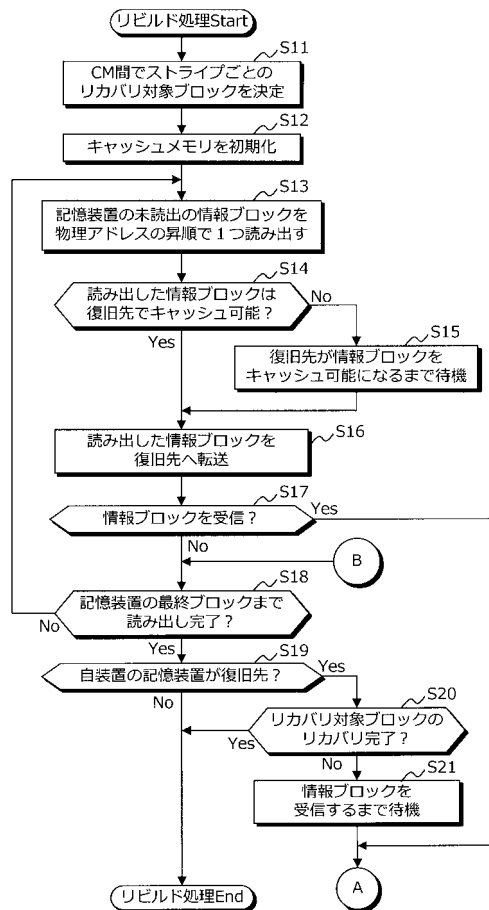 リビルド処理Start
S11
CM間でストライプごとの
リカバリ対象ブロックを決定
S12
キャッシュメモリを初期化
S13
記憶装置の未読出の情報ブロックを
物理アドレスの昇順で1つ読み出す
S14
読み出した情報ブロックは
復旧先でキャッシュ可能?
No
Yes
S15
復旧先が情報ブロックを
キャッシュ可能になるまで待機
S16
読み出した情報ブロックを
復旧先へ転送
S17
情報ブロックを受信?
Yes
No
B
S18
記憶装置の最終ブロックまで
読み出し完了?
No
Yes
S19
自装置の記憶装置が復旧先?
Yes
No
S20
リカバリ対象ブロックの
リカバリ完了?
Yes
No
S21
情報ブロックを
受信するまで待機
A
リビルド処理End